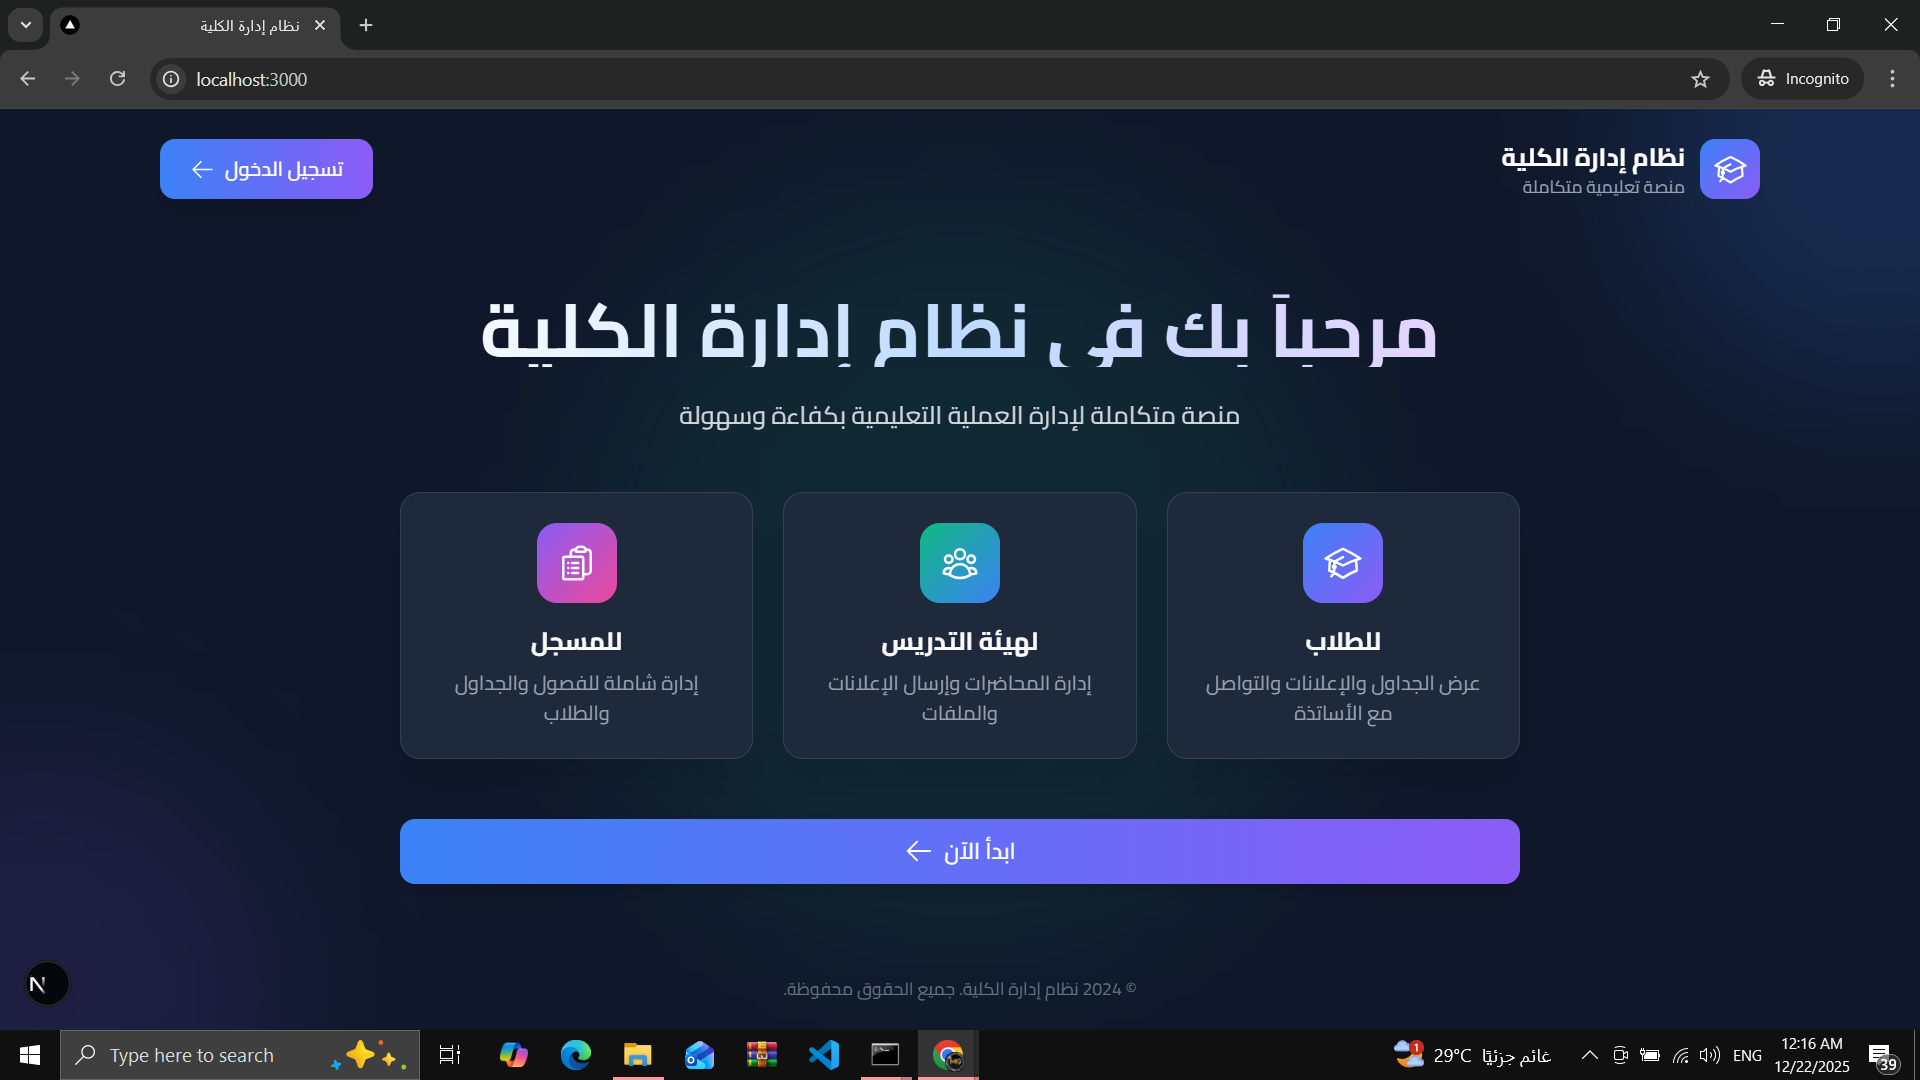 نظام إدارة الكلية
localhost:3000
Incognito
نظام إدارة الكلية
منصة تعليمية متكاملة
تسجيل الدخول
مرحباً بك في نظام إدارة الكلية
منصة متكاملة لإدارة العملية التعليمية بكفاءة وسهولة
للطلاب
عرض الجداول والإعلانات والتواصل
مع الأساتذة
لهيئة التدريس
إدارة المحاضرات وإرسال الإعلانات
والملفات
للمسجل
إدارة شاملة للفصول والجداول
والطلاب
ابدأ الآن
© 2024 نظام إدارة الكلية. جميع الحقوق محفوظة.
N
Type here to search
1
29°C غائم جزئيًا
ENG
12:16 AM
12/22/2025
39